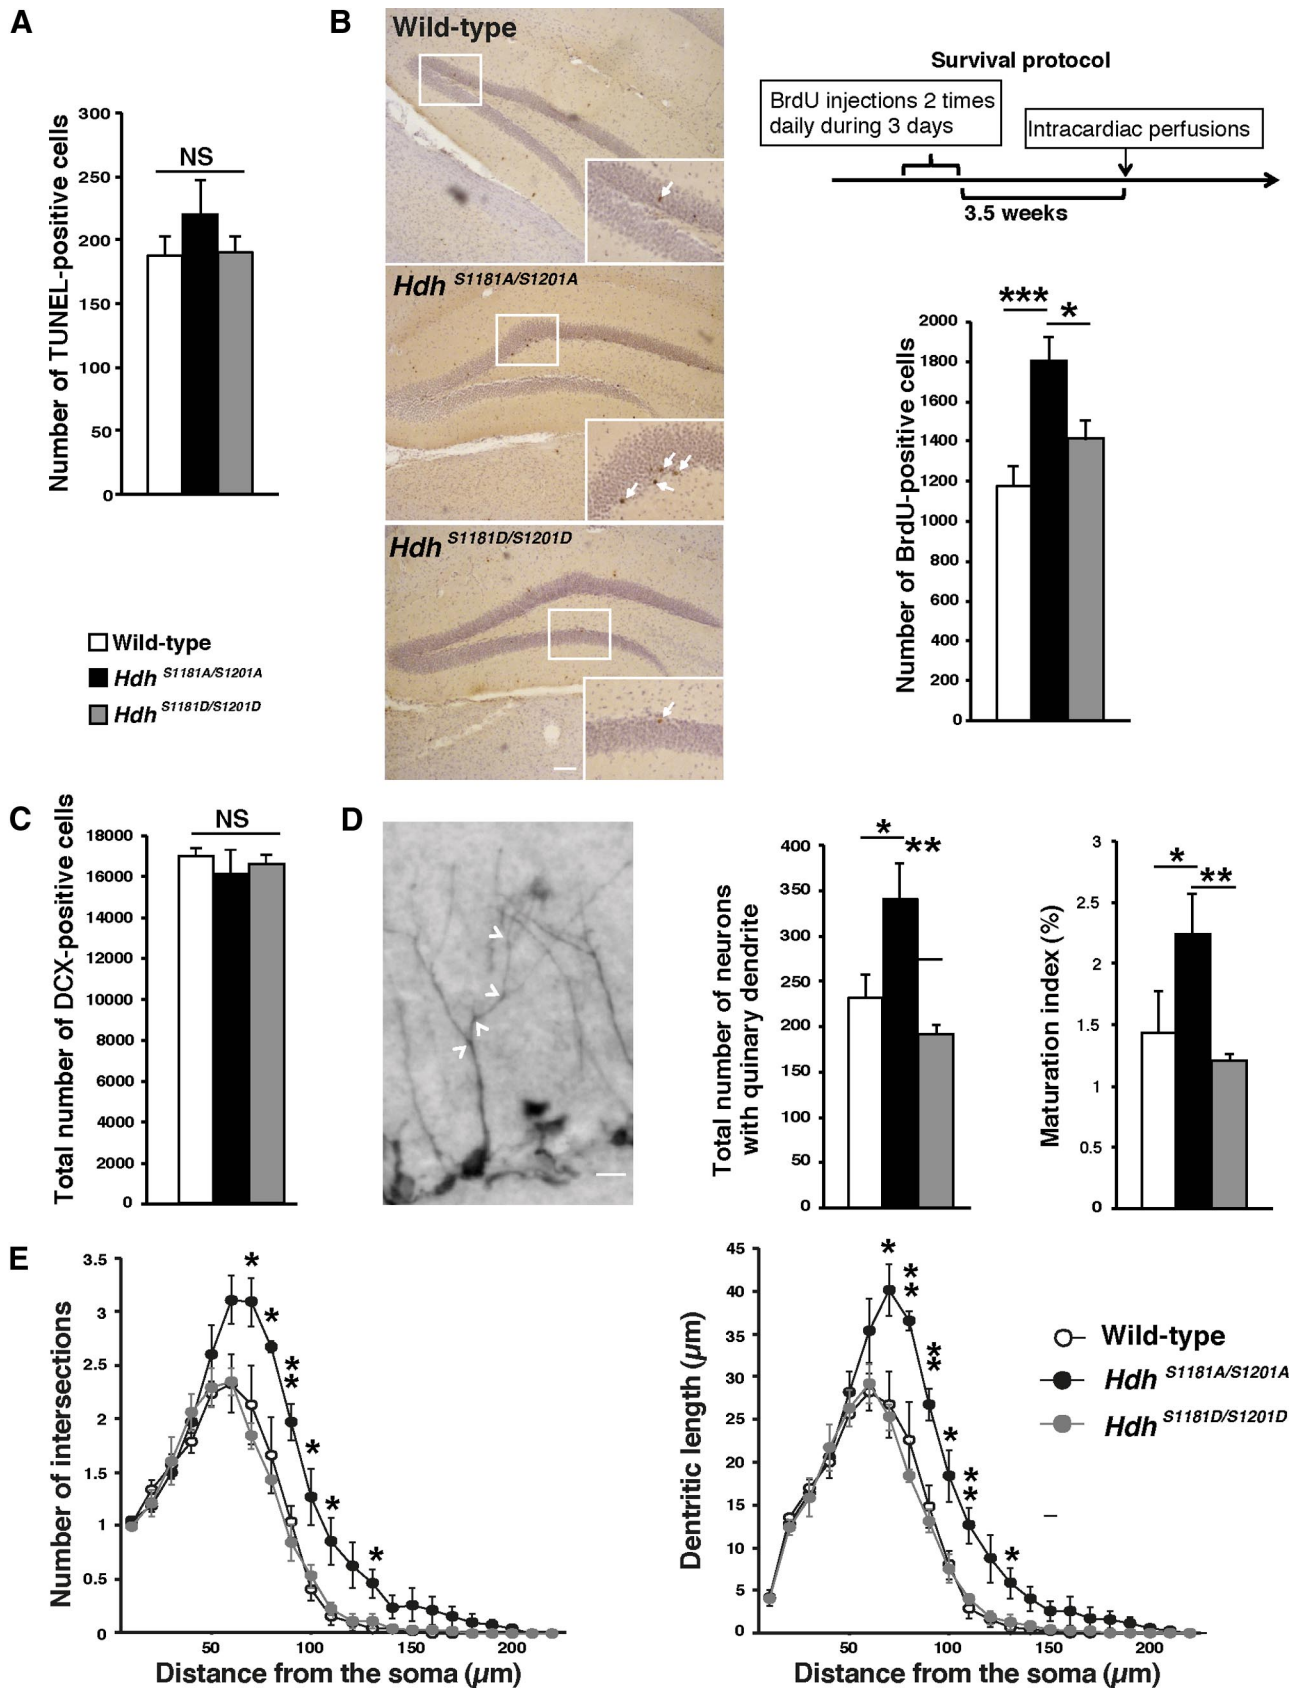 A
Number of TUNEL-positive cells
300
250
200
150
100
50
0
NS
Wild-type
Hdh S1181A/S1201A
Hdh S1181D/S1201D
B
Wild-type
Hdh S1181A/S1201A
Hdh S1181D/S1201D
Survival protocol
BrdU injections 2 times
daily during 3 days
Intracardiac perfusions
3.5 weeks
Number of BrdU-positive cells
2000
1800
1600
1400
1200
1000
800
600
400
200
0
***
*
C
Total number of DCX-positive cells
18000
16000
14000
12000
10000
8000
6000
4000
2000
0
NS
D
Total number of neurons
with quinary dendrite
400
350
300
250
200
150
100
50
0
*
**
Maturation index (%)
3
2.5
2
1.5
1
0.5
0
*
**
E
Number of intersections
3.5
3
2.5
2
1.5
1
0.5
0
*
*
**
*
*
*
50
100
150
200
Distance from the soma (µm)
Dentritic length (µm)
45
40
35
30
25
20
15
10
5
0
*
**
**
*
**
*
50
100
150
200
Distance from the soma (µm)
Wild-type
Hdh S1181A/S1201A
Hdh S1181D/S1201D